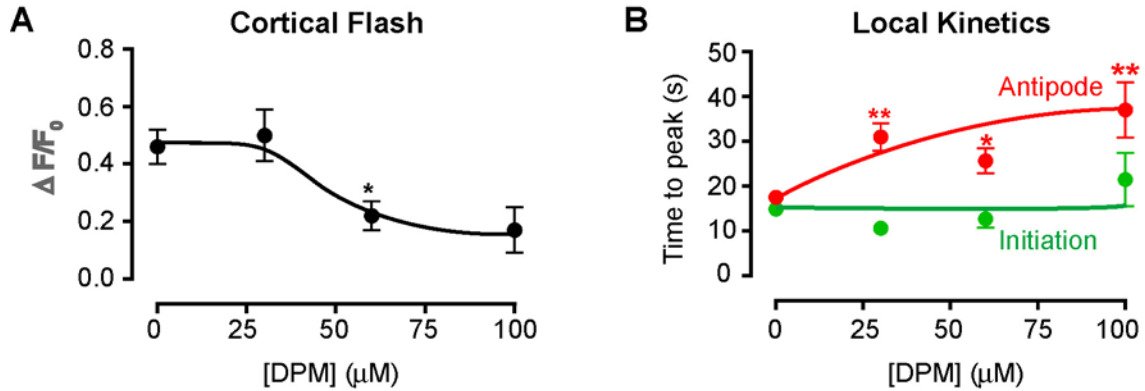 A
Cortical Flash
0.8
0.6
0.4
0.2
0.0
Δ F/F0
*
0
25
50
75
100
[DPM] (μM)
B
Local Kinetics
50
40
30
20
10
0
Time to peak (s)
Antipode
**
*
**
Initiation
0
25
50
75
100
[DPM] (μM)